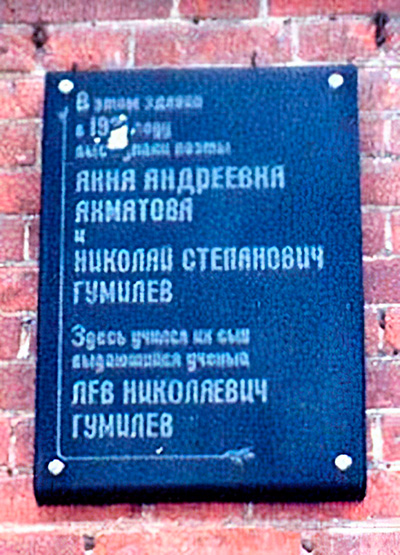 В этом здании
в 19 году
выступали поэты
АННА АНДРЕЕВНА
АХМАТОВА
и
НИКОЛАЙ СТЕПАНОВИЧ
ГУМИЛЕВ
Здесь учился их сын
выдающийся ученый
ЛЕВ НИКОЛАЕВИЧ
ГУМИЛЕВ